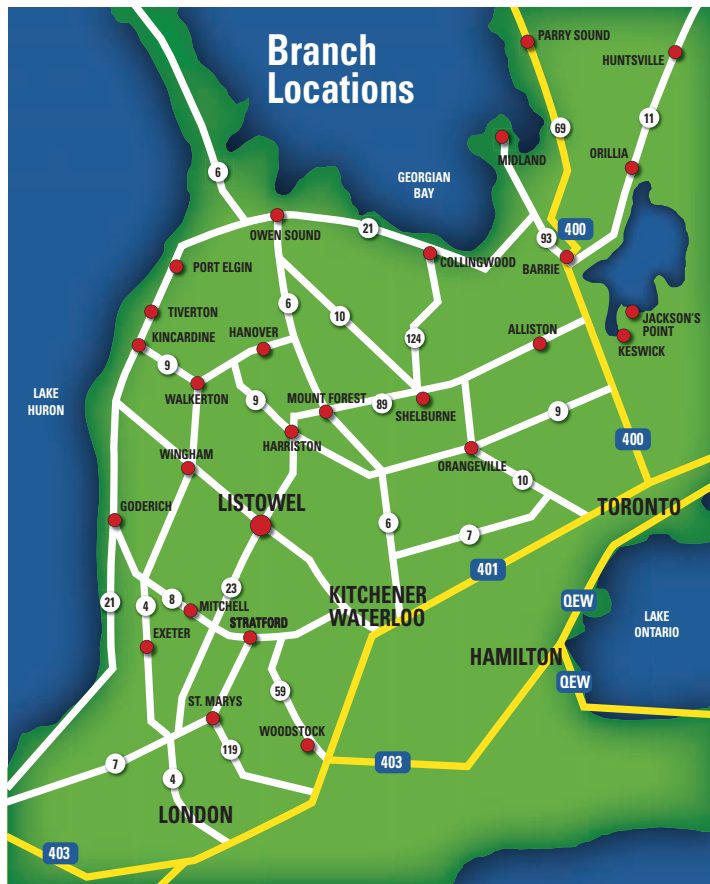 Branch
Locations
PARRY SOUND
HUNTSVILLE
69
11
MIDLAND
ORILLIA
GEORGIAN
BAY
6
21
93
400
OWEN SOUND
COLLINGWOOD
BARRIE
PORT ELGIN
TIVERTON
6
10
JACKSON'S
POINT
KINCARDINE
HANOVER
124
ALLISTON
KESWICK
9
LAKE
HURON
WALKERTON
9
MOUNT FOREST
89
SHELBURNE
9
HARRISTON
400
WINGHAM
ORANGEVILLE
10
GODERICH
LISTOWEL
TORONTO
6
7
401
21
4
8
MITCHELL
23
KITCHENER
WATERLOO
QEW
LAKE
ONTARIO
EXETER
STRATFORD
HAMILTON
QEW
59
ST. MARYS
WOODSTOCK
119
7
4
403
LONDON
403